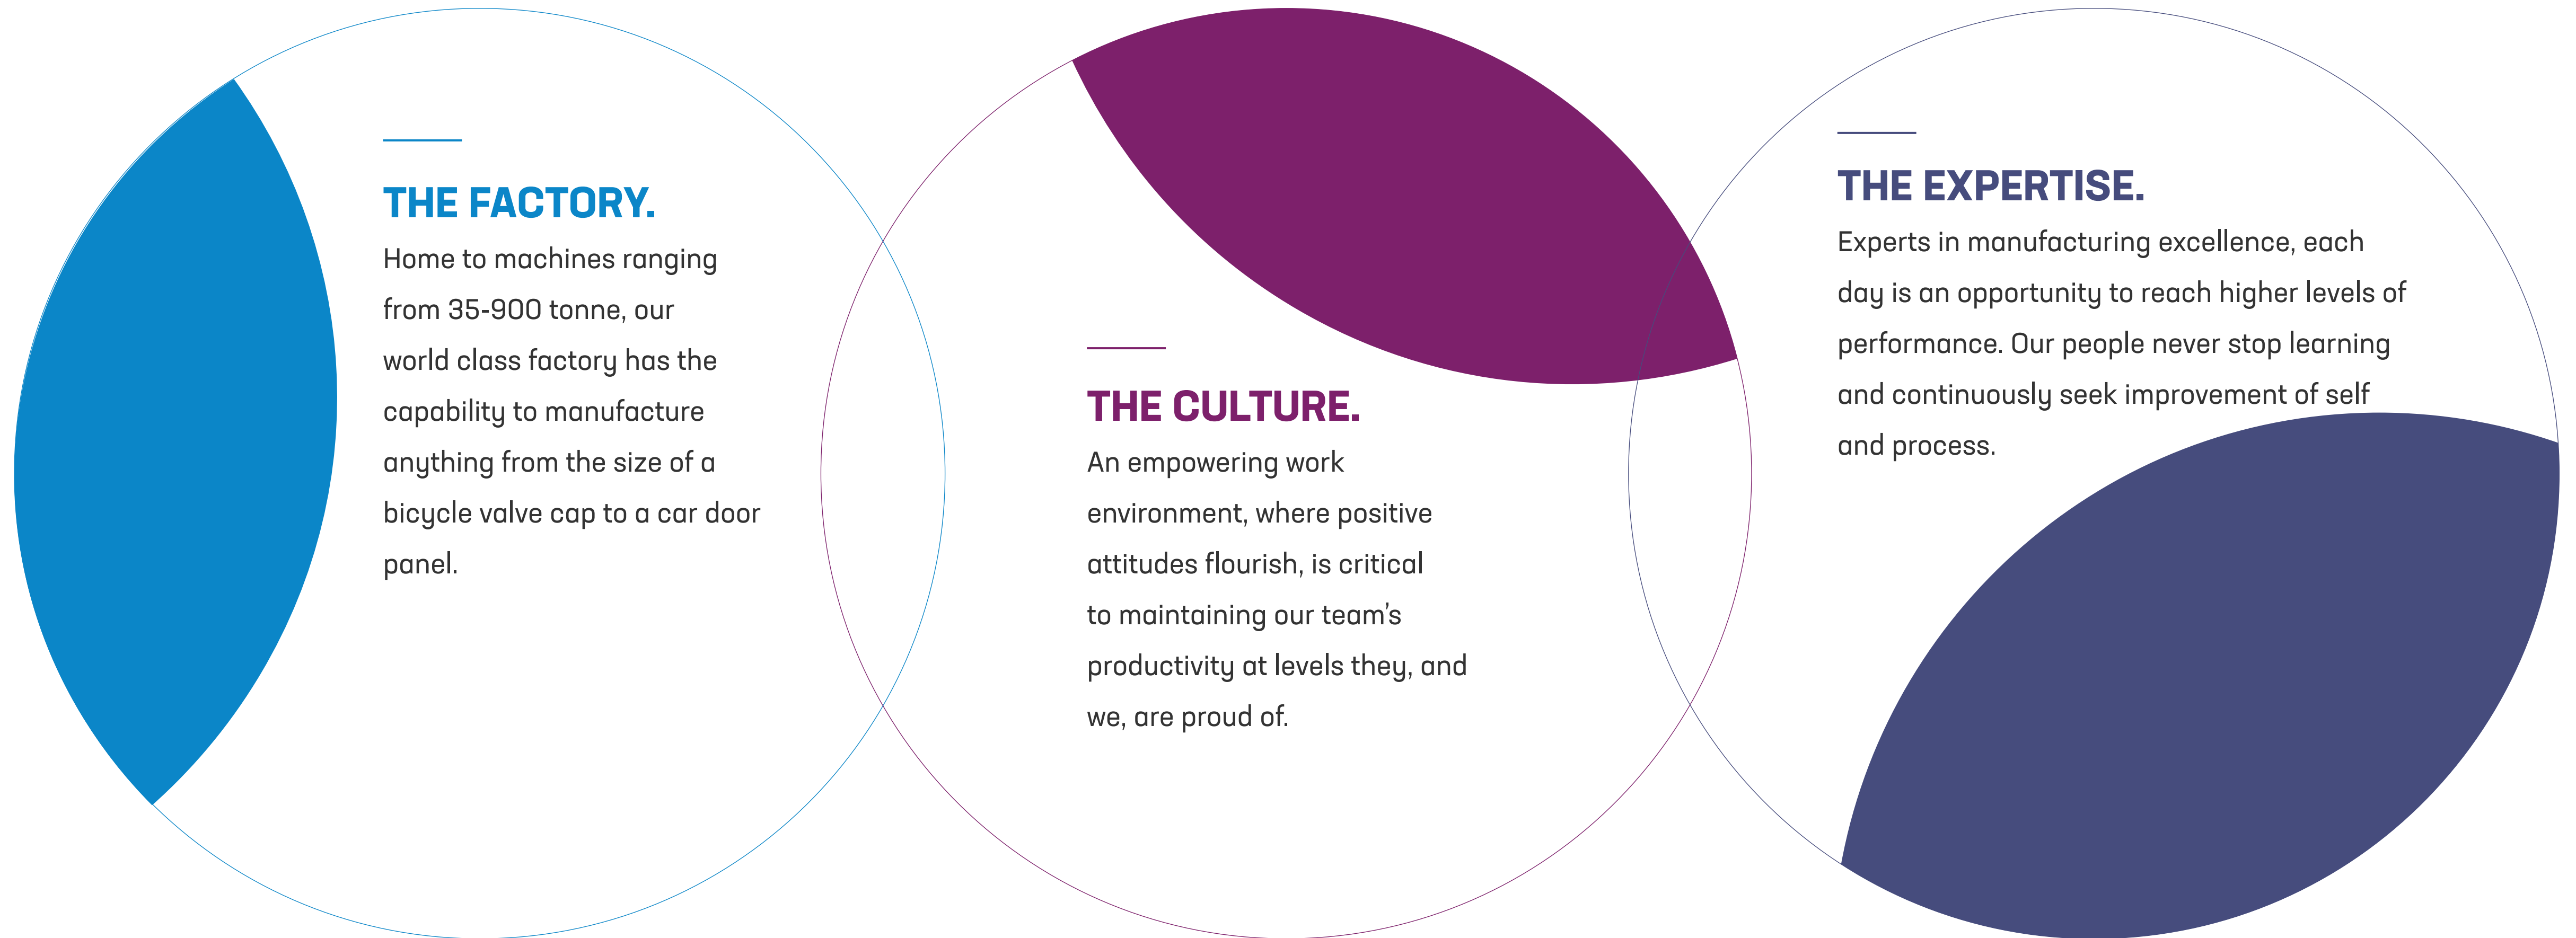 THE FACTORY.
Home to machines ranging
from 35-900 tonne, our
world class factory has the
capability to manufacture
anything from the size of a
bicycle valve cap to a car door
panel.
THE CULTURE.
An empowering work
environment, where positive
attitudes flourish, is critical
to maintaining our team’s
productivity at levels they, and
we, are proud of.
THE EXPERTISE.
Experts in manufacturing excellence, each
day is an opportunity to reach higher levels of
performance. Our people never stop learning
and continuously seek improvement of self
and process.